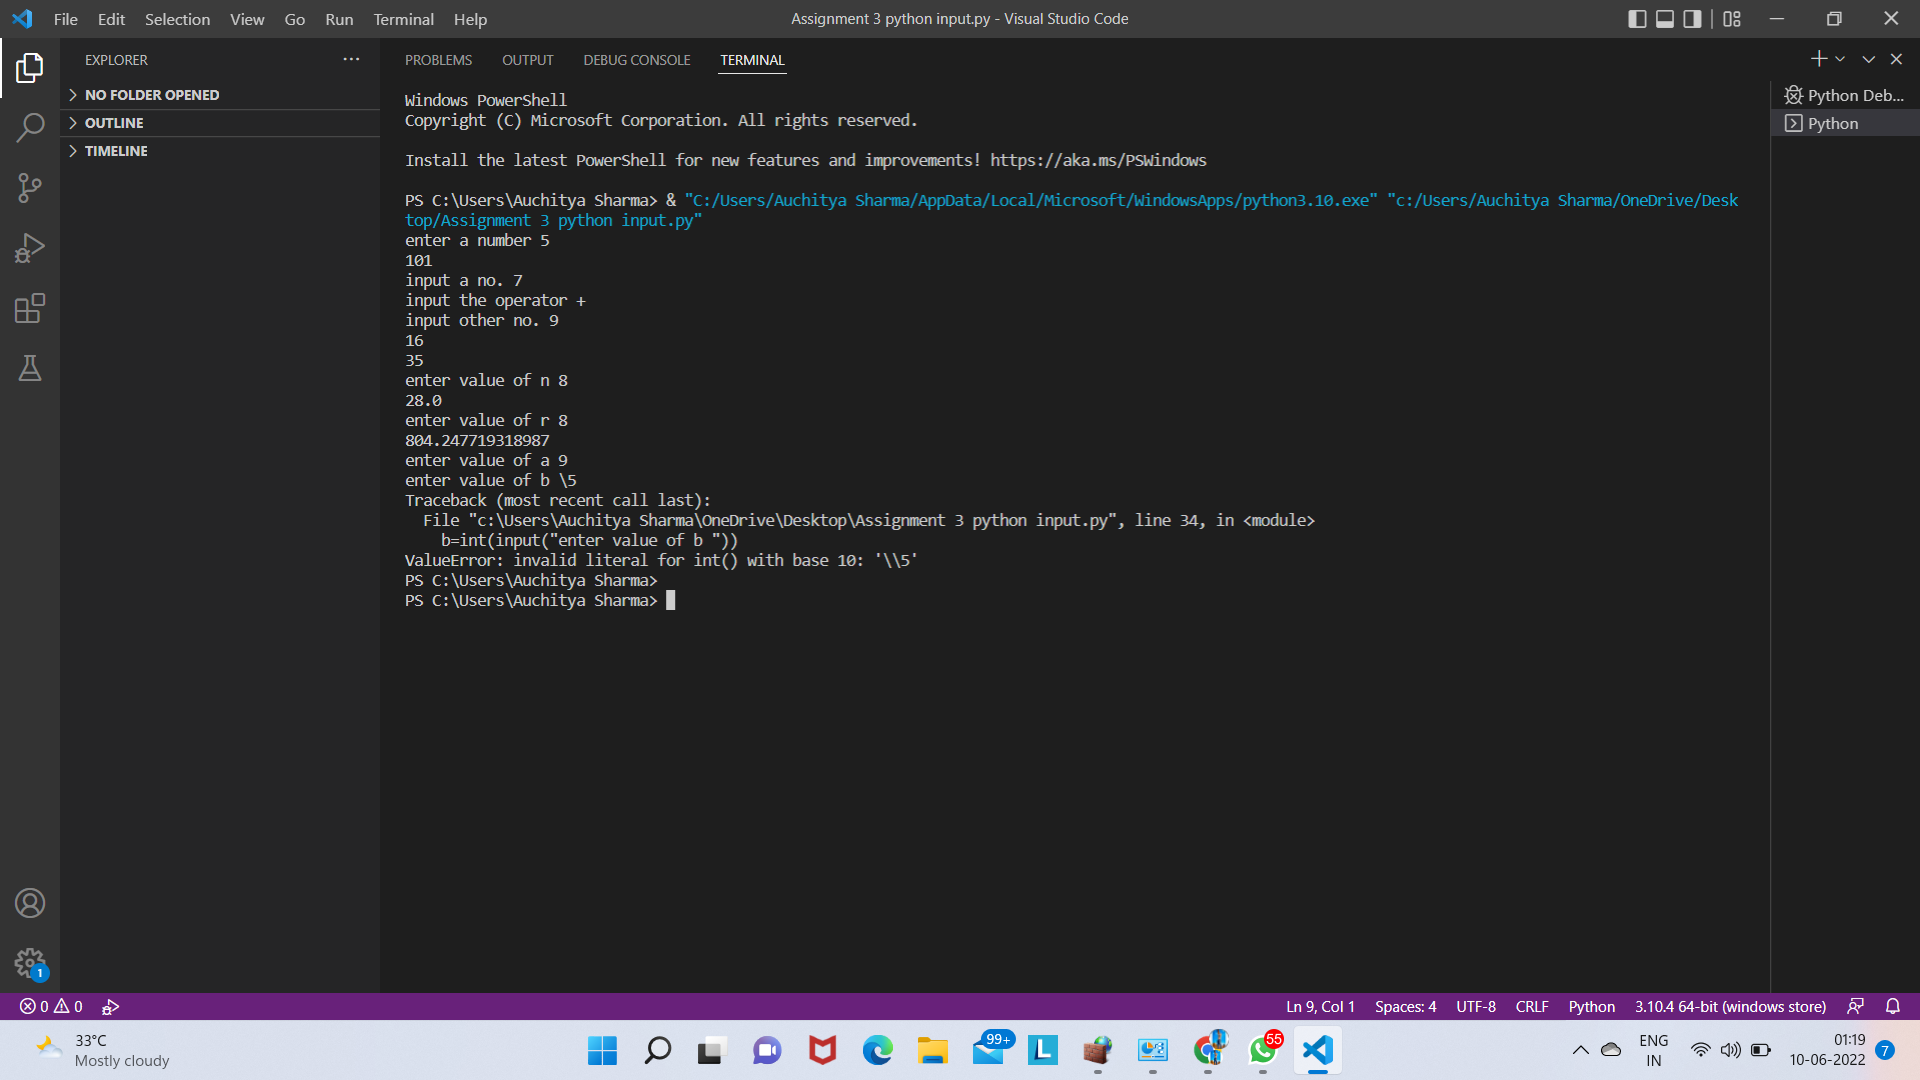 File Edit Selection View Go Run Terminal Help
Assignment 3 python input.py - Visual Studio Code
EXPLORER
NO FOLDER OPENED
OUTLINE
TIMELINE
PROBLEMS OUTPUT DEBUG CONSOLE TERMINAL
Python Deb...
Python
Windows PowerShell
Copyright (C) Microsoft Corporation. All rights reserved.
Install the latest PowerShell for new features and improvements! https://aka.ms/PSWindows
PS C:\Users\Auchitya Sharma> & "C:/Users/Auchitya Sharma/AppData/Local/Microsoft/WindowsApps/python3.10.exe" "c:/Users/Auchitya Sharma/OneDrive/Desk
top/Assignment 3 python input.py"
enter a number 5
101
input a no. 7
input the operator +
input other no. 9
16
35
enter value of n 8
28.0
enter value of r 8
804.247719318987
enter value of a 9
enter value of b \5
Traceback (most recent call last):
File "c:\Users\Auchitya Sharma\OneDrive\Desktop\Assignment 3 python input.py", line 34, in <module>
b=int(input("enter value of b "))
ValueError: invalid literal for int() with base 10: '\\5'
PS C:\Users\Auchitya Sharma>
PS C:\Users\Auchitya Sharma>
1
0 0
Ln 9, Col 1 Spaces: 4 UTF-8 CRLF Python 3.10.4 64-bit (windows store)
33°C
Mostly cloudy
99+
L
55
ENG
IN
01:19
10-06-2022
7